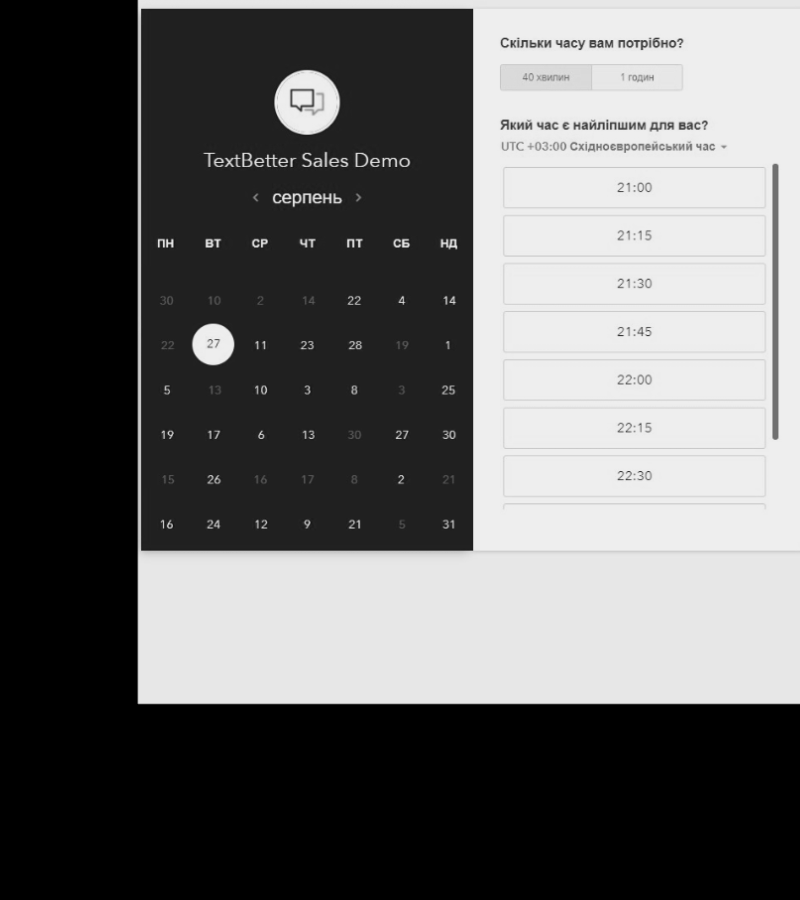 TextBetter Sales Demo
< серпень >
ПН ВТ СР ЧТ ПТ СБ НД
30 10 2 14 22 4 14
22 27 11 23 28 19 1
5 13 10 3 8 3 25
19 17 6 13 30 27 30
15 26 16 17 8 2 21
16 24 12 9 21 5 31
Скільки часу вам потрібно?
40 хвилин 1 годин
Який час є найліпшим для вас?
UTC +03:00 Східноєвропейський час
21:00
21:15
21:30
21:45
22:00
22:15
22:30